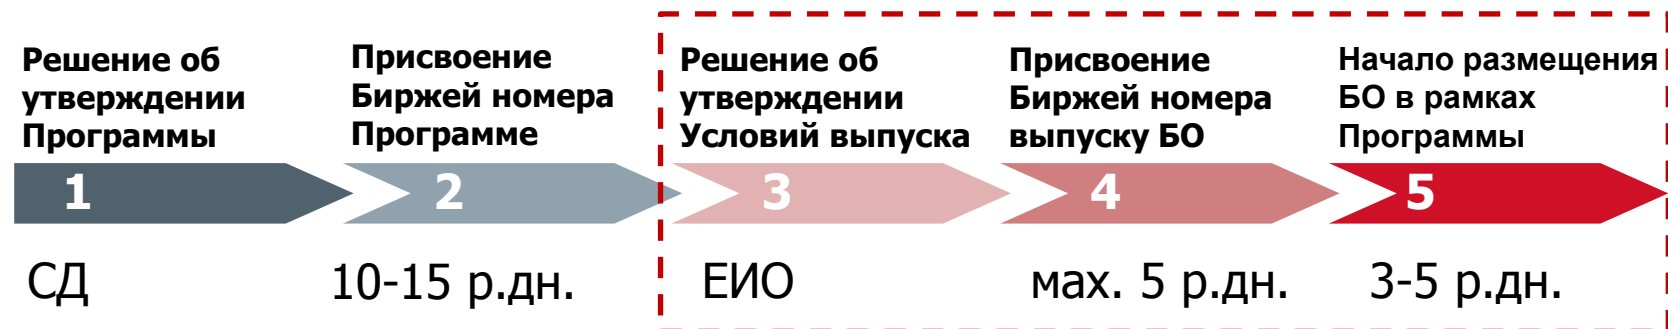 Решение об
утверждении
Программы
Присвоение
Биржей номера
Программе
Решение об
утверждении
Условий выпуска
Присвоение
Биржей номера
выпуску БО
Начало размещения
БО в рамках
Программы
1
2
3
4
5
СД
10-15 р.дн.
ЕИО
мах. 5 р.дн.
3-5 р.дн.